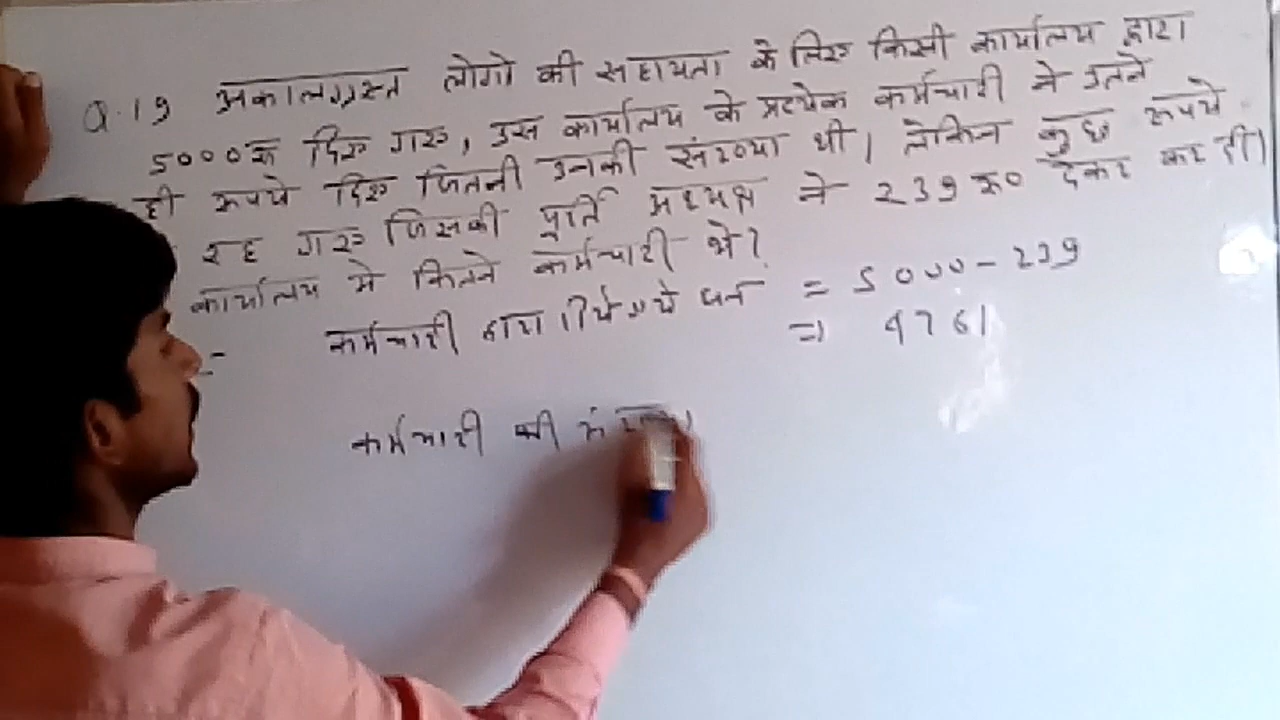 Q.19 अकालग्रस्त लोगो की सहायता के लिए किसी कार्यालय द्वारा
5000रु दिए गए, उस कार्यालय के प्रत्येक कर्मचारी ने उतने
ही रूपये दिए जितनी उनकी संख्या थी। लेकिन कुछ रूपये
रह गए जिसकी पूर्ति अध्यक्ष ने 239 रु० देकर कर दी।
कार्यालय मे कितने कर्मचारी थे?
कर्मचारी द्वारा दिये गये धन = 5000-239
=) 4761
कर्मचारी की